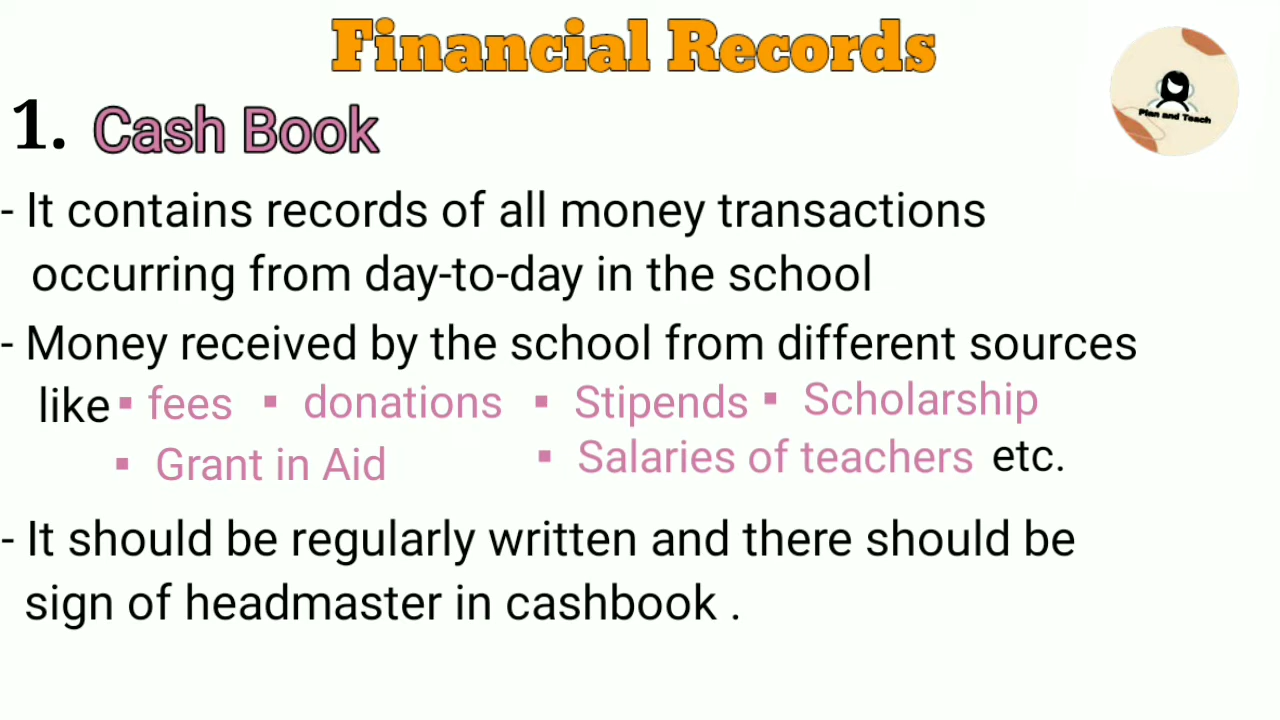 Financial Records
Plan and Teach
1. Cash Book
- It contains records of all money transactions
occurring from day-to-day in the school
- Money received by the school from different sources
like ▪ fees ▪ donations ▪ Stipends ▪ Scholarship
▪ Grant in Aid ▪ Salaries of teachers etc.
- It should be regularly written and there should be
sign of headmaster in cashbook .